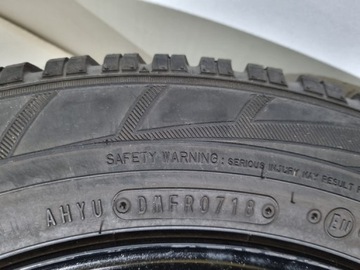 SAFETY WARNING: SERIOUS INJURY MAY RESULT
AHYU DMFR0718